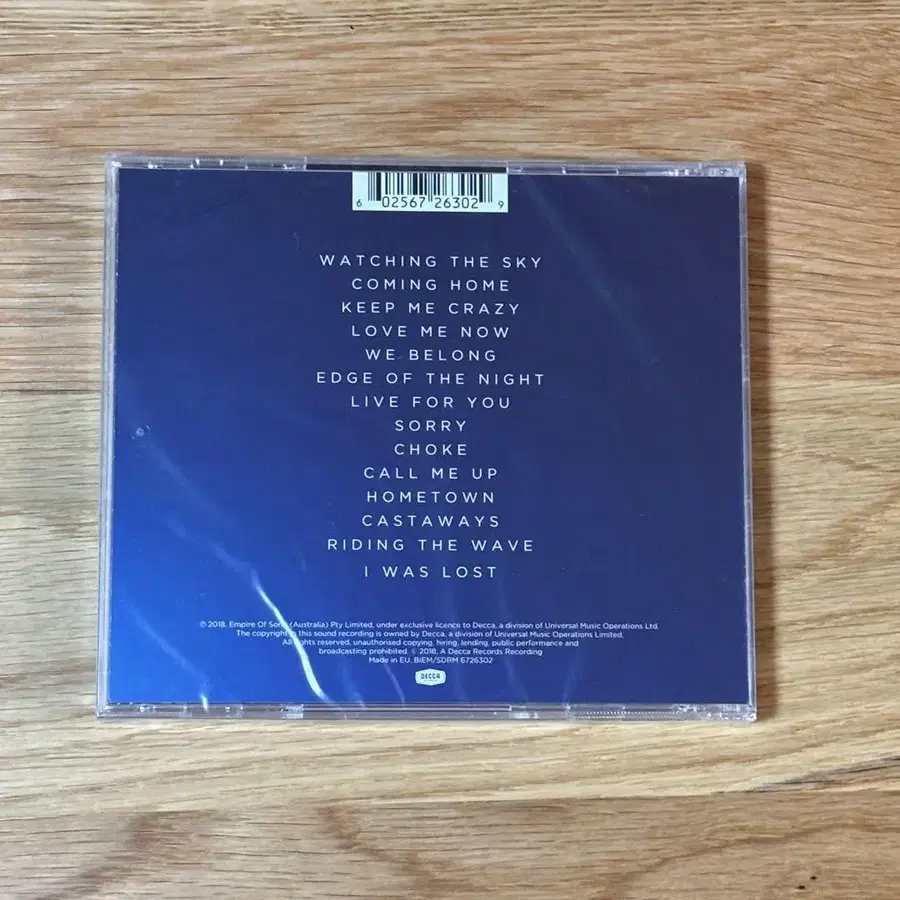 6 02567 26302 9
WATCHING THE SKY
COMING HOME
KEEP ME CRAZY
LOVE ME NOW
WE BELONG
EDGE OF THE NIGHT
LIVE FOR YOU
SORRY
CHOKE
CALL ME UP
HOMETOWN
CASTAWAYS
RIDING THE WAVE
I WAS LOST
℗ 2018, Empire Of Song (Australia) Pty Limited, under exclusive licence to Decca, a division of Universal Music Operations Ltd.
The copyright in this sound recording is owned by Decca, a division of Universal Music Operations Limited.
All rights reserved, unauthorised copying, hiring, lending, public performance and
broadcasting prohibited. © 2018, A Decca Records Recording
Made in EU. BIEM/SDRM 6726302
DECCA